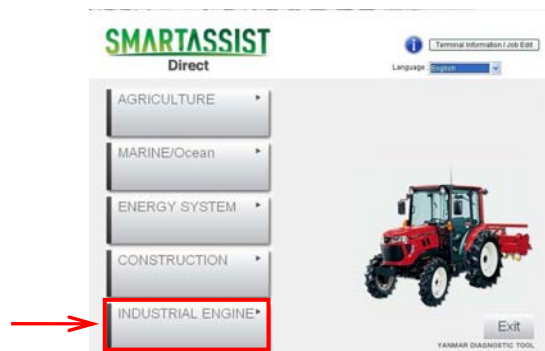 SMARTASSIST
Direct
Terminal Information / Job Edit
Language English
AGRICULTURE
MARINE/Ocean
ENERGY SYSTEM
CONSTRUCTION
INDUSTRIAL ENGINE
Exit
YANMAR DIAGNOSTIC TOOL